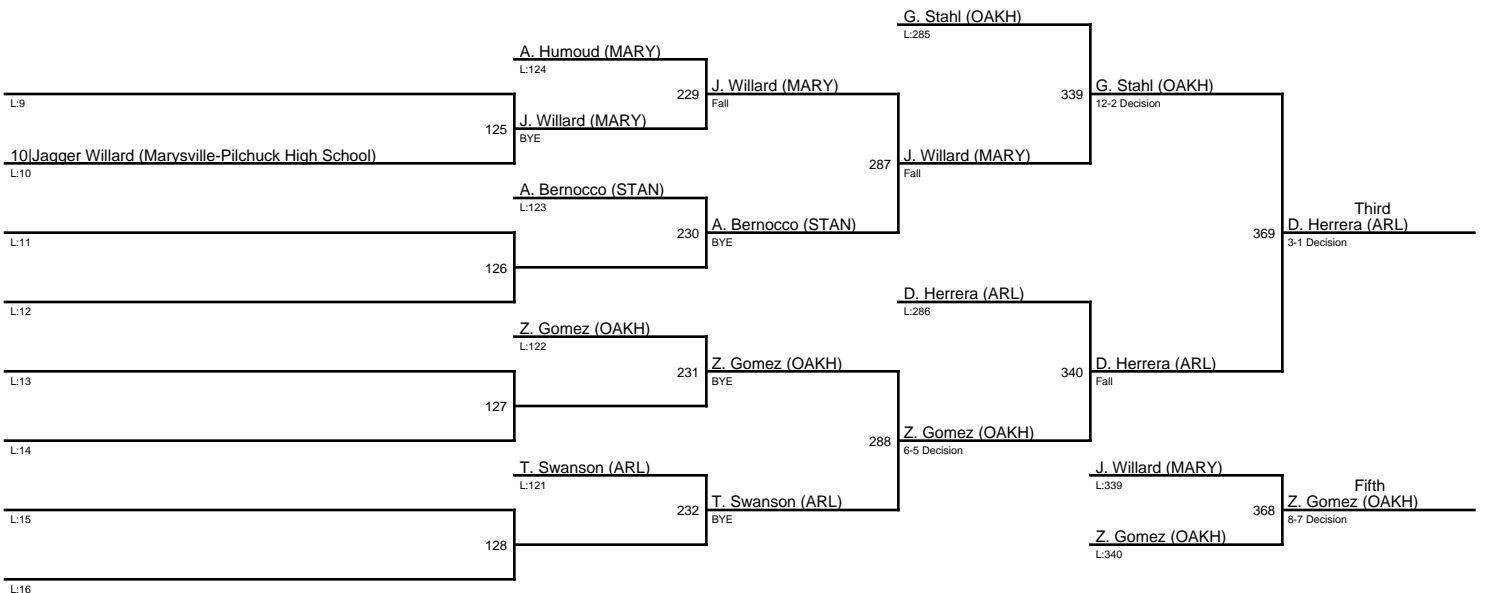 G. Stahl (OAKH)
L:285
A. Humoud (MARY)
L:124
229
J. Willard (MARY)
Fall
339
G. Stahl (OAKH)
12-2 Decision
L:9
125
J. Willard (MARY)
BYE
10|Jagger Willard (Marysville-Pilchuck High School)
L:10
287
J. Willard (MARY)
Fall
A. Bernocco (STAN)
L:123
230
A. Bernocco (STAN)
BYE
L:11
126
L:12
369
Third
D. Herrera (ARL)
3-1 Decision
D. Herrera (ARL)
L:286
Z. Gomez (OAKH)
L:122
231
Z. Gomez (OAKH)
BYE
340
D. Herrera (ARL)
Fall
L:13
127
L:14
288
Z. Gomez (OAKH)
6-5 Decision
T. Swanson (ARL)
L:121
232
T. Swanson (ARL)
BYE
L:15
128
L:16
J. Willard (MARY)
L:339
368
Fifth
Z. Gomez (OAKH)
8-7 Decision
Z. Gomez (OAKH)
L:340